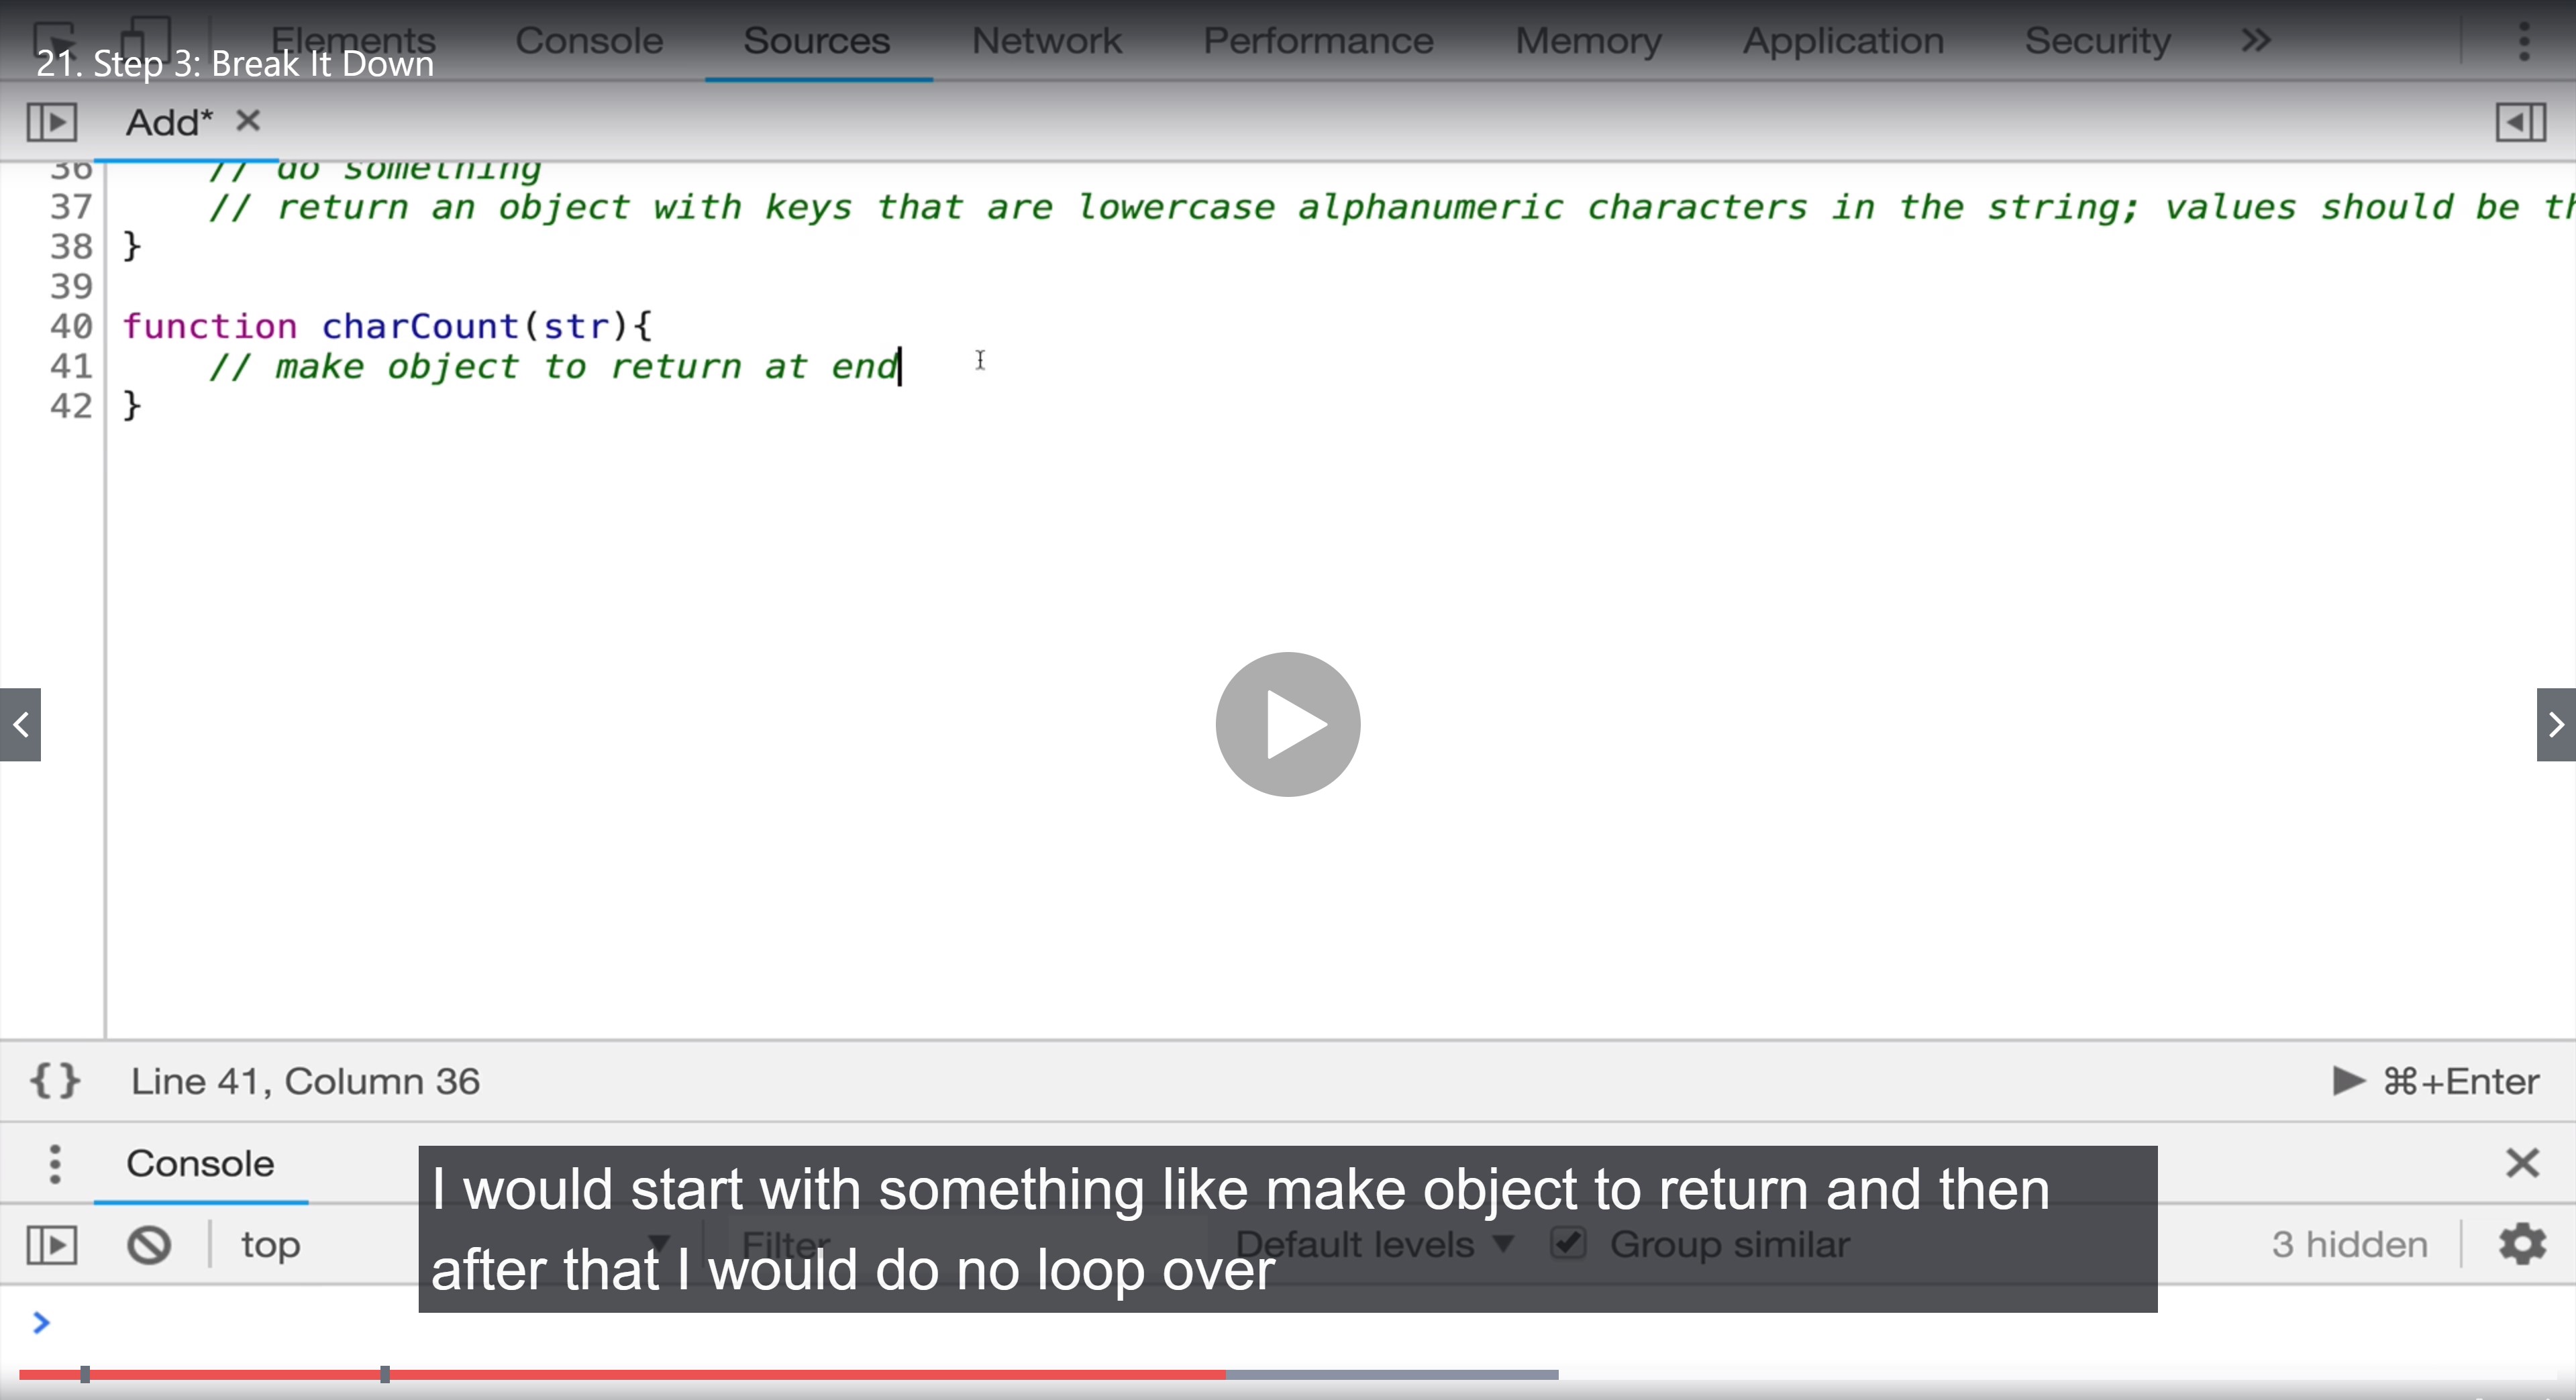 Elements Console Sources Network Performance Memory Application Security »
21. Step 3: Break It Down
Add* ×
36 // do something
37 // return an object with keys that are lowercase alphanumeric characters in the string; values should be th
38 }
39
40 function charCount(str){
41 // make object to return at end
42 }
{} Line 41, Column 36 ⌘+Enter
Console
I would start with something like make object to return and then
top Filter Default levels Group similar 3 hidden
after that I would do no loop over
>